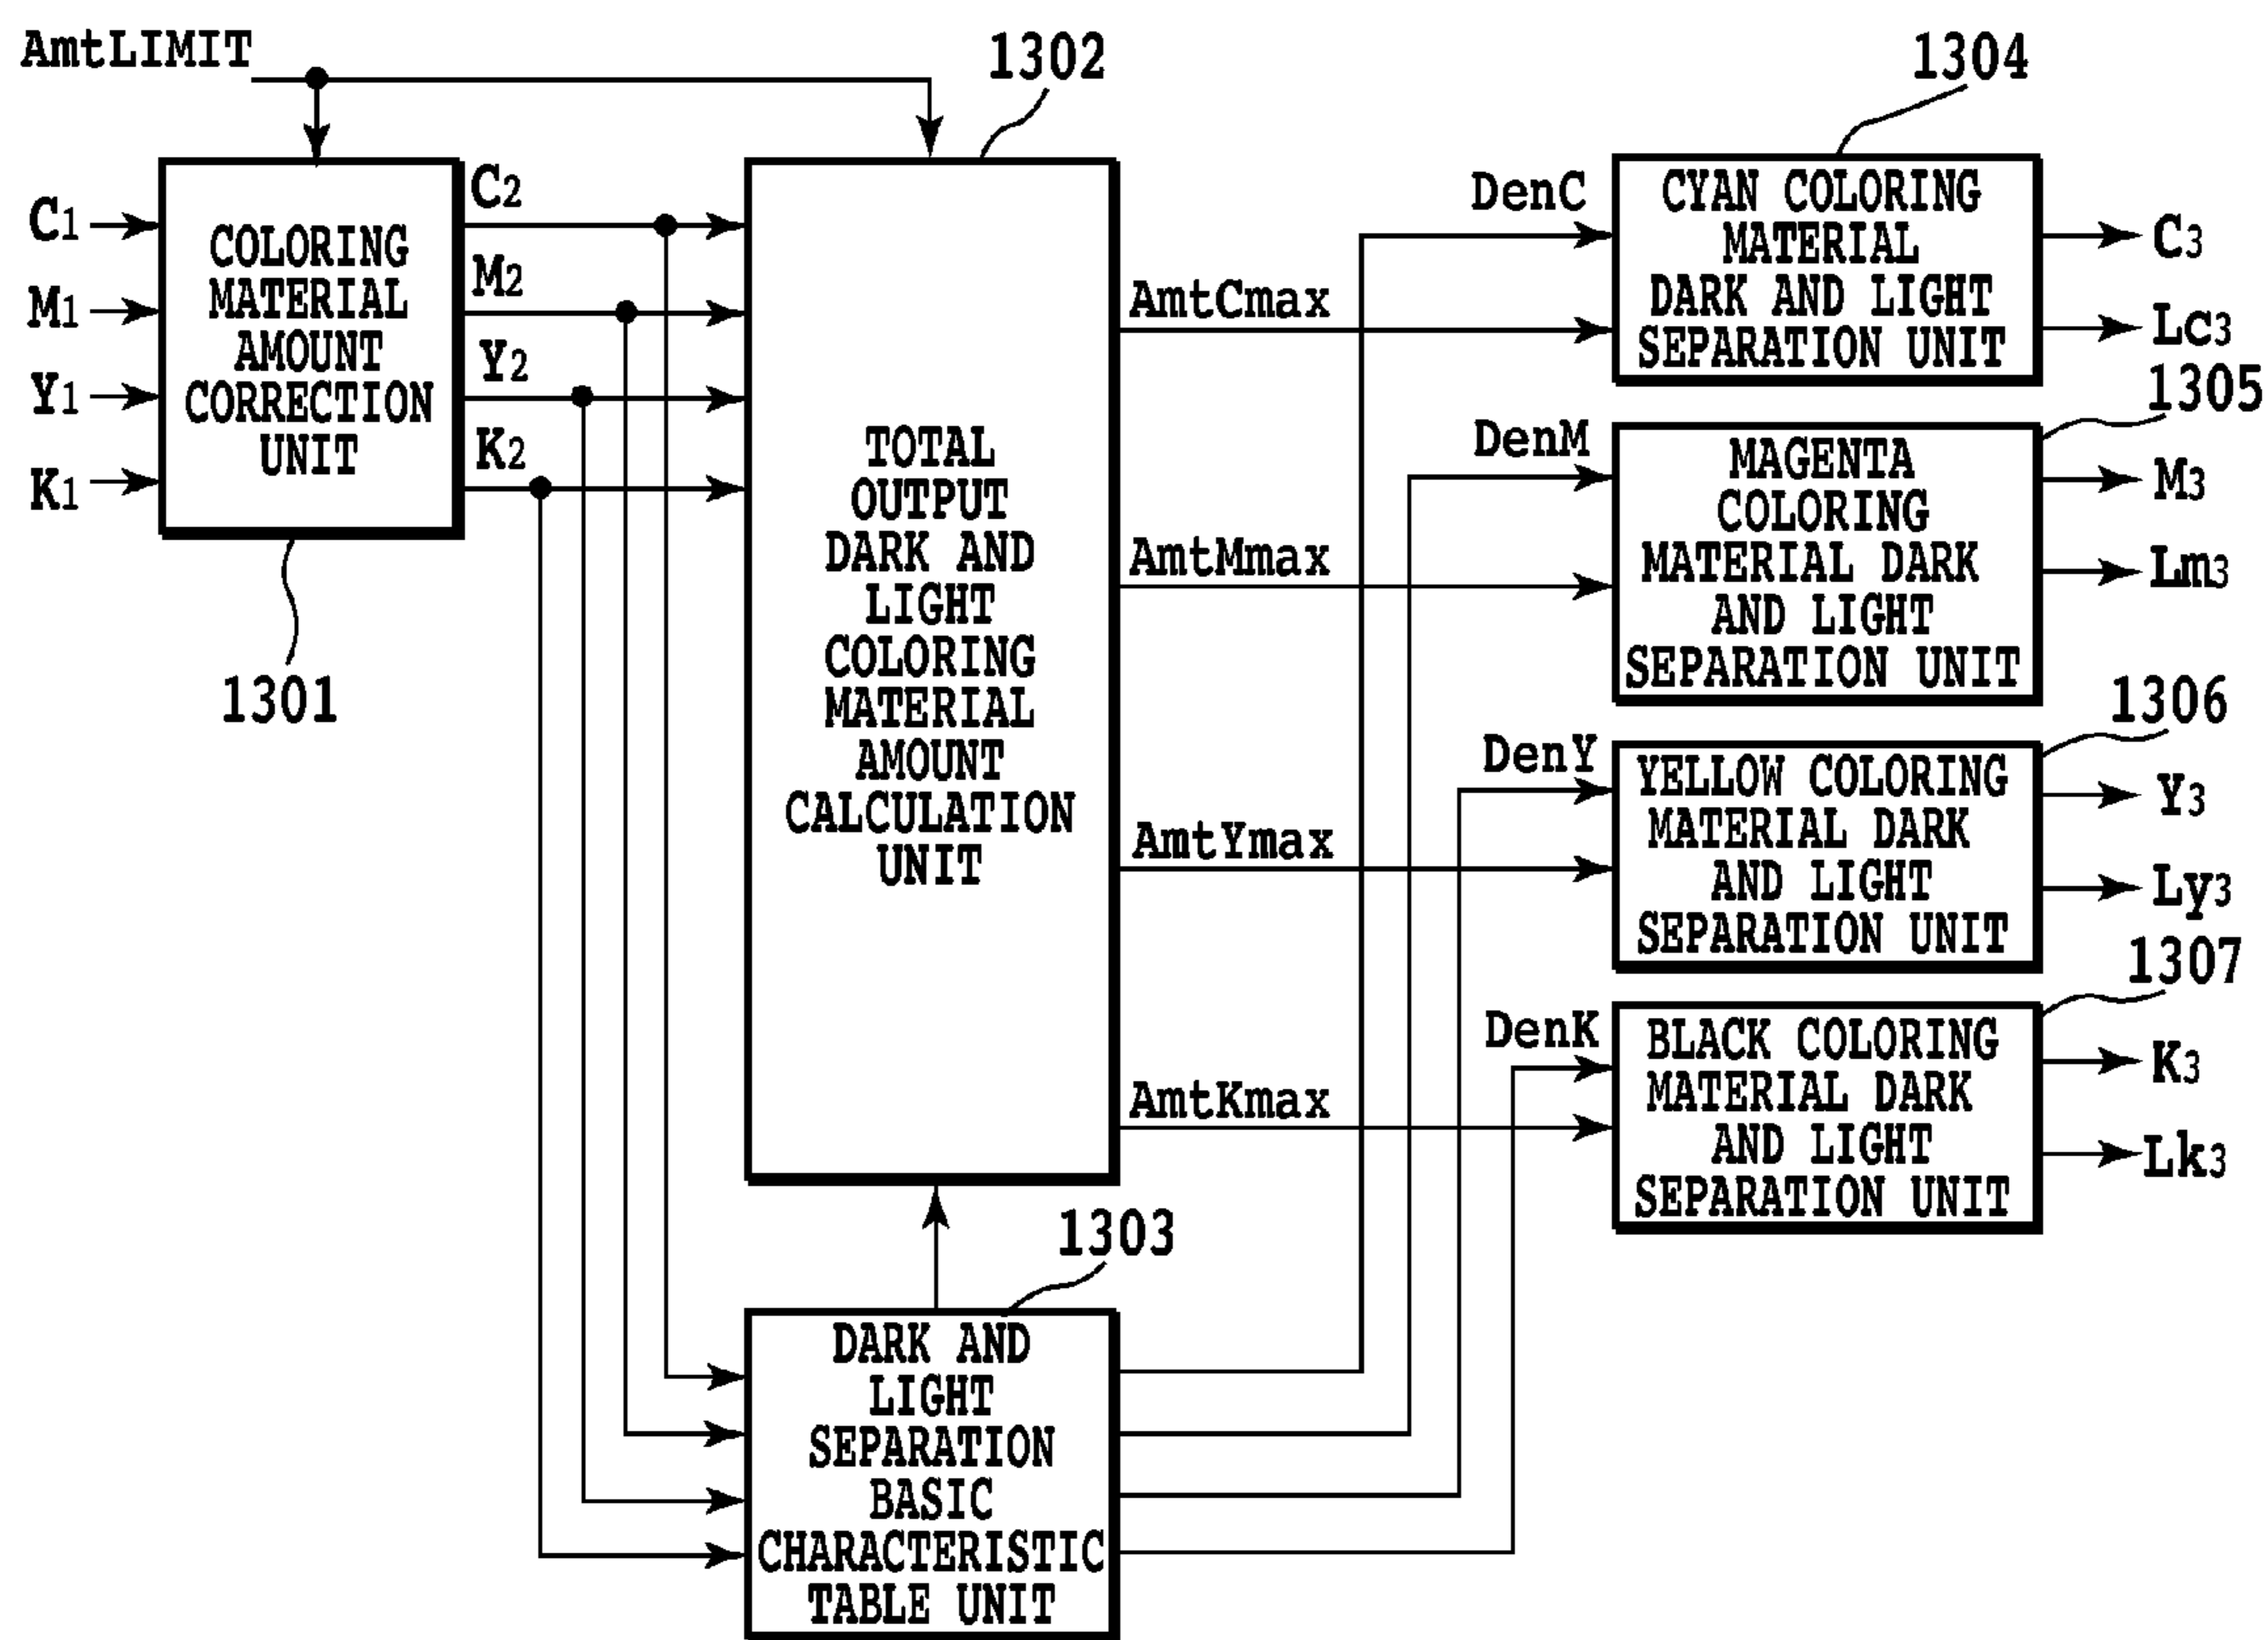 AmtLIMIT
1302
1304
C1
M1
Y1
K1
COLORING
MATERIAL
AMOUNT
CORRECTION
UNIT
1301
C2
M2
Y2
K2
TOTAL
OUTPUT
DARK AND
LIGHT
COLORING
MATERIAL
AMOUNT
CALCULATION
UNIT
AmtCmax
AmtMmax
AmtYmax
AmtKmax
1303
DARK AND
LIGHT
SEPARATION
BASIC
CHARACTERISTIC
TABLE UNIT
DenC
CYAN COLORING
MATERIAL
DARK AND LIGHT
SEPARATION UNIT
C3
Lc3
1305
DenM
MAGENTA
COLORING
MATERIAL DARK
AND LIGHT
SEPARATION UNIT
M3
Lm3
1306
DenY
YELLOW COLORING
MATERIAL DARK
AND LIGHT
SEPARATION UNIT
Y3
Ly3
1307
DenK
BLACK COLORING
MATERIAL DARK
AND LIGHT
SEPARATION UNIT
K3
Lk3